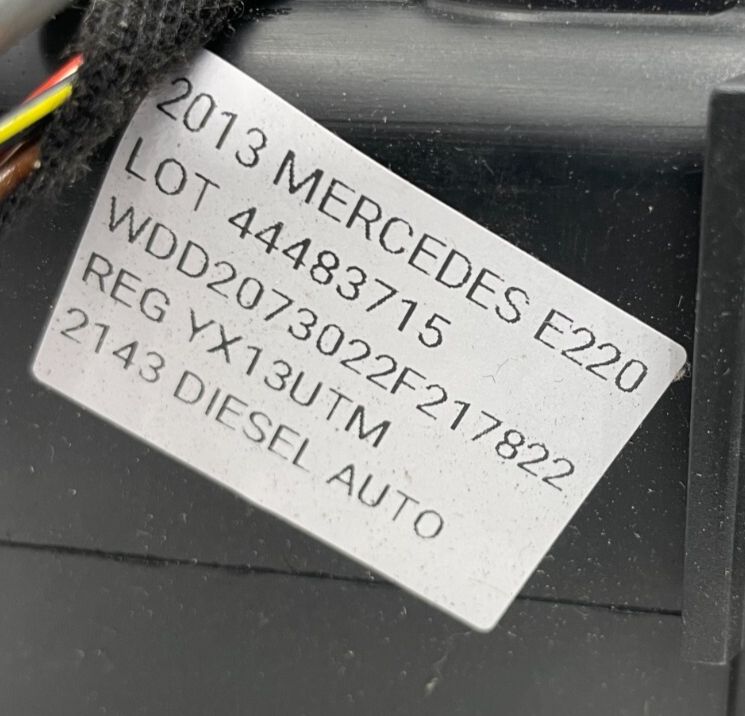 2013 MERCEDES E220
LOT 44483715
WDD2073022F217822
REG YX13UTM
2143 DIESEL AUTO